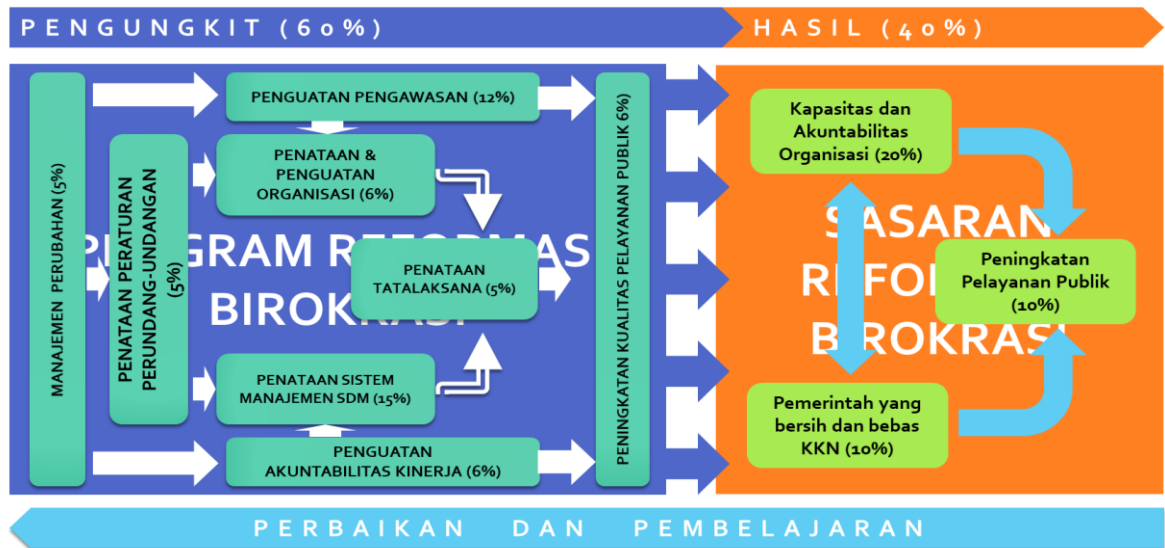 PENGUNGKIT (60%)
HASIL (40%)
MANAJEMEN PERUBAHAN (5%)
PENATAAN PERATURAN
PERUNDANG-UNDANGAN
(5%)
PENGUATAN PENGAWASAN (12%)
PENATAAN &
PENGUATAN
ORGANISASI (6%)
PENATAAN
TATALAKSANA (5%)
PENATAAN SISTEM
MANAJEMEN SDM (15%)
PENGUATAN
AKUNTABILITAS KINERJA (6%)
PENINGKATAN KUALITAS PELAYANAN PUBLIK 6%)
Kapasitas dan
Akuntabilitas
Organisasi (20%)
SASARAN
BIROKRASI
Peningkatan
Pelayanan Publik
(10%)
Pemerintah yang
bersih dan bebas
KKN (10%)
PERBAIKAN DAN PEMBELAJARAN